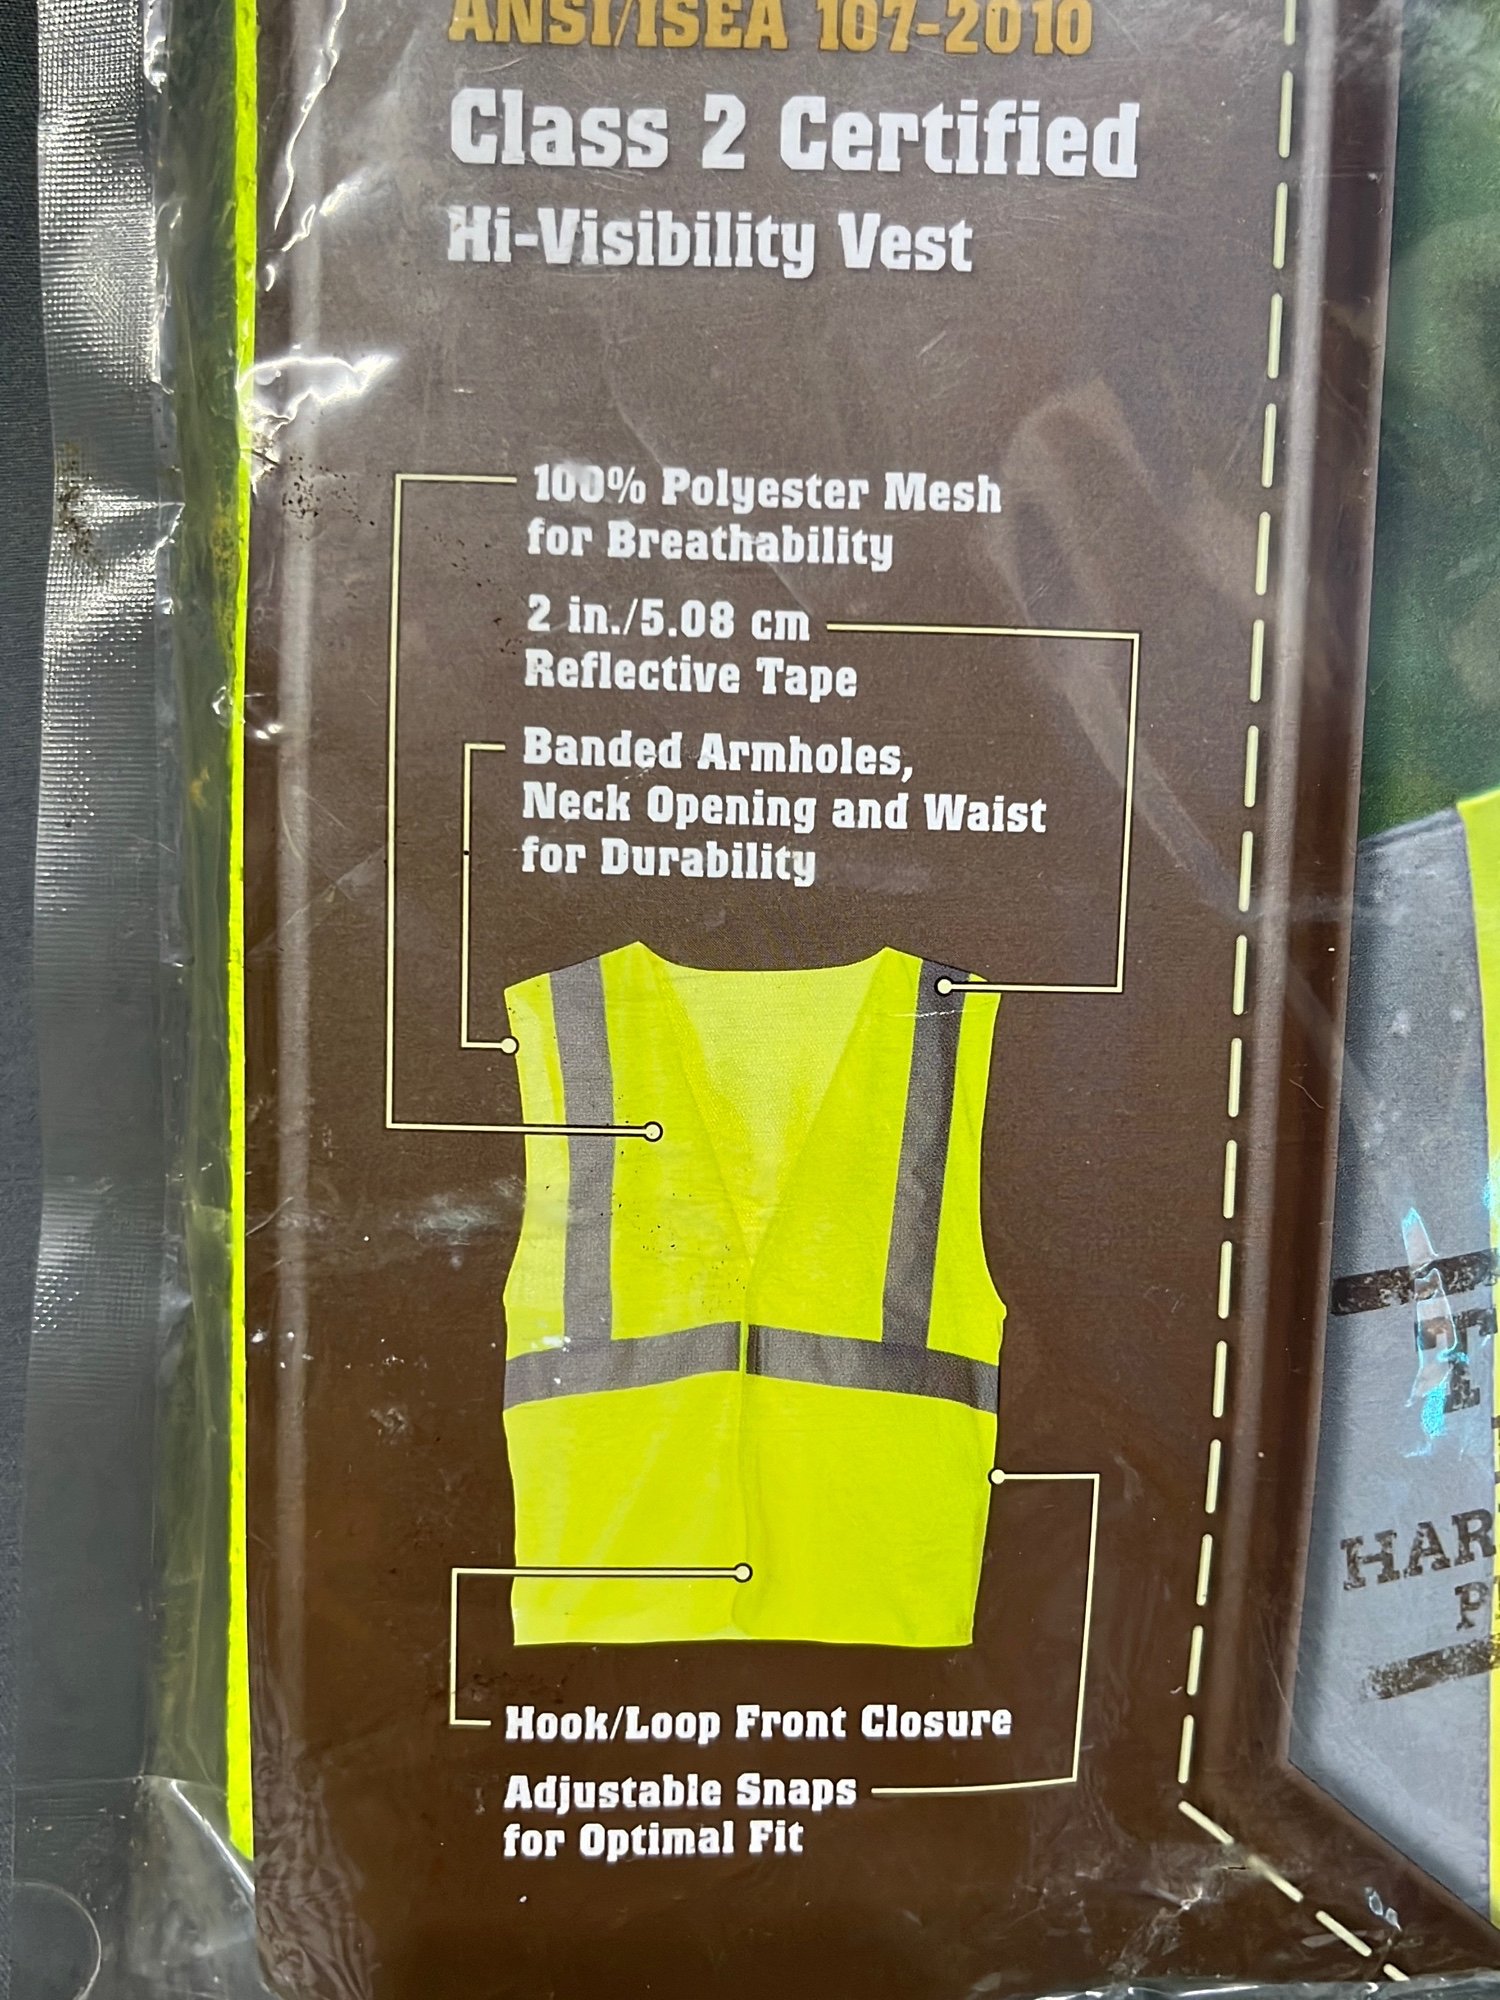 ANSI/ISEA 107-2010
Class 2 Certified
Hi-Visibility Vest
100% Polyester Mesh
for Breathability
2 in./5.08 cm
Reflective Tape
Banded Armholes,
Neck Opening and Waist
for Durability
Hook/Loop Front Closure
Adjustable Snaps
for Optimal Fit